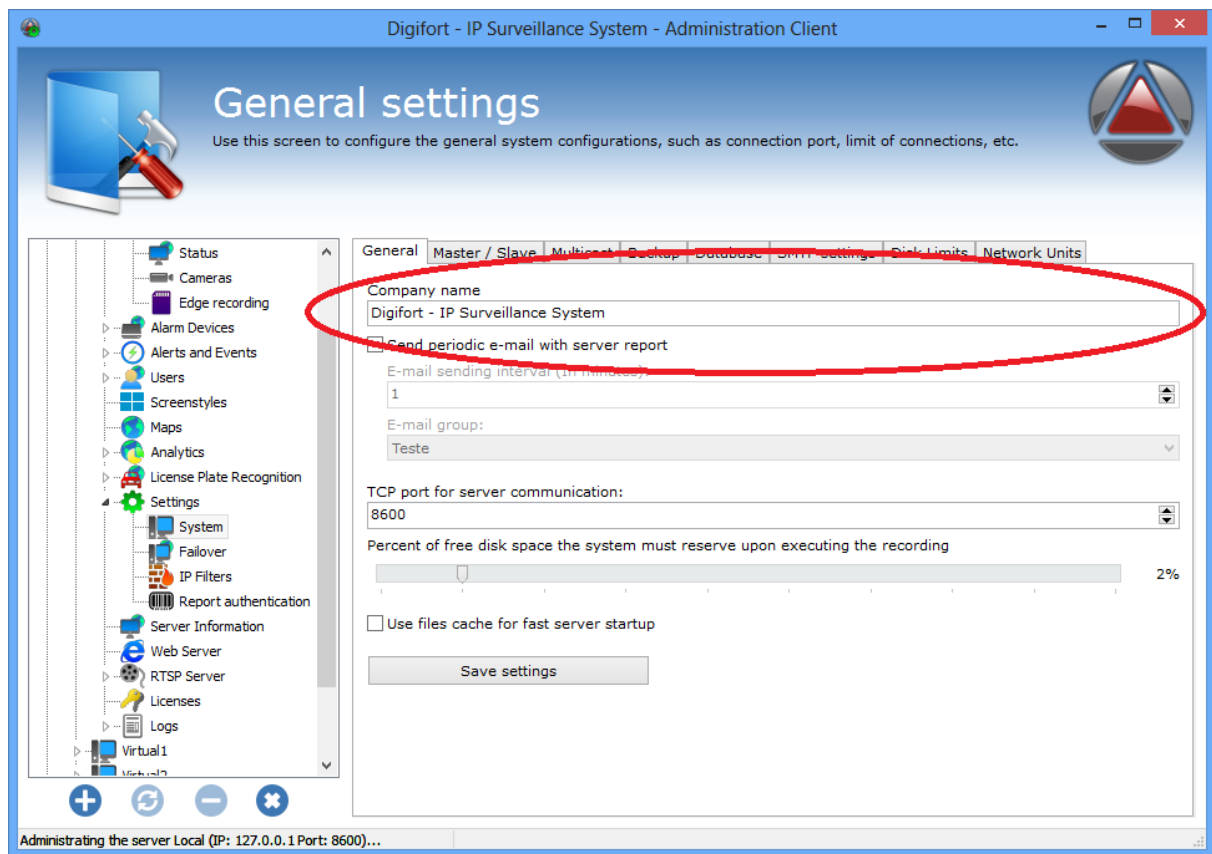 Digifort - IP Surveillance System - Administration Client
General settings
Use this screen to configure the general system configurations, such as connection port, limit of connections, etc.
Status
Cameras
Edge recording
Alarm Devices
Alerts and Events
Users
Screenstyles
Maps
Analytics
License Plate Recognition
Settings
System
Failover
IP Filters
Report authentication
Server Information
Web Server
RTSP Server
Licenses
Logs
Virtual1
Virtual2
General Master / Slave Multicast Backup Database SMTP settings Disk Limits Network Units
Company name
Digifort - IP Surveillance System
Send periodic e-mail with server report
E-mail sending interval (in minutes):
1
E-mail group:
Teste
TCP port for server communication:
8600
Percent of free disk space the system must reserve upon executing the recording
2%
Use files cache for fast server startup
Save settings
Administrating the server Local (IP: 127.0.0.1 Port: 8600)...